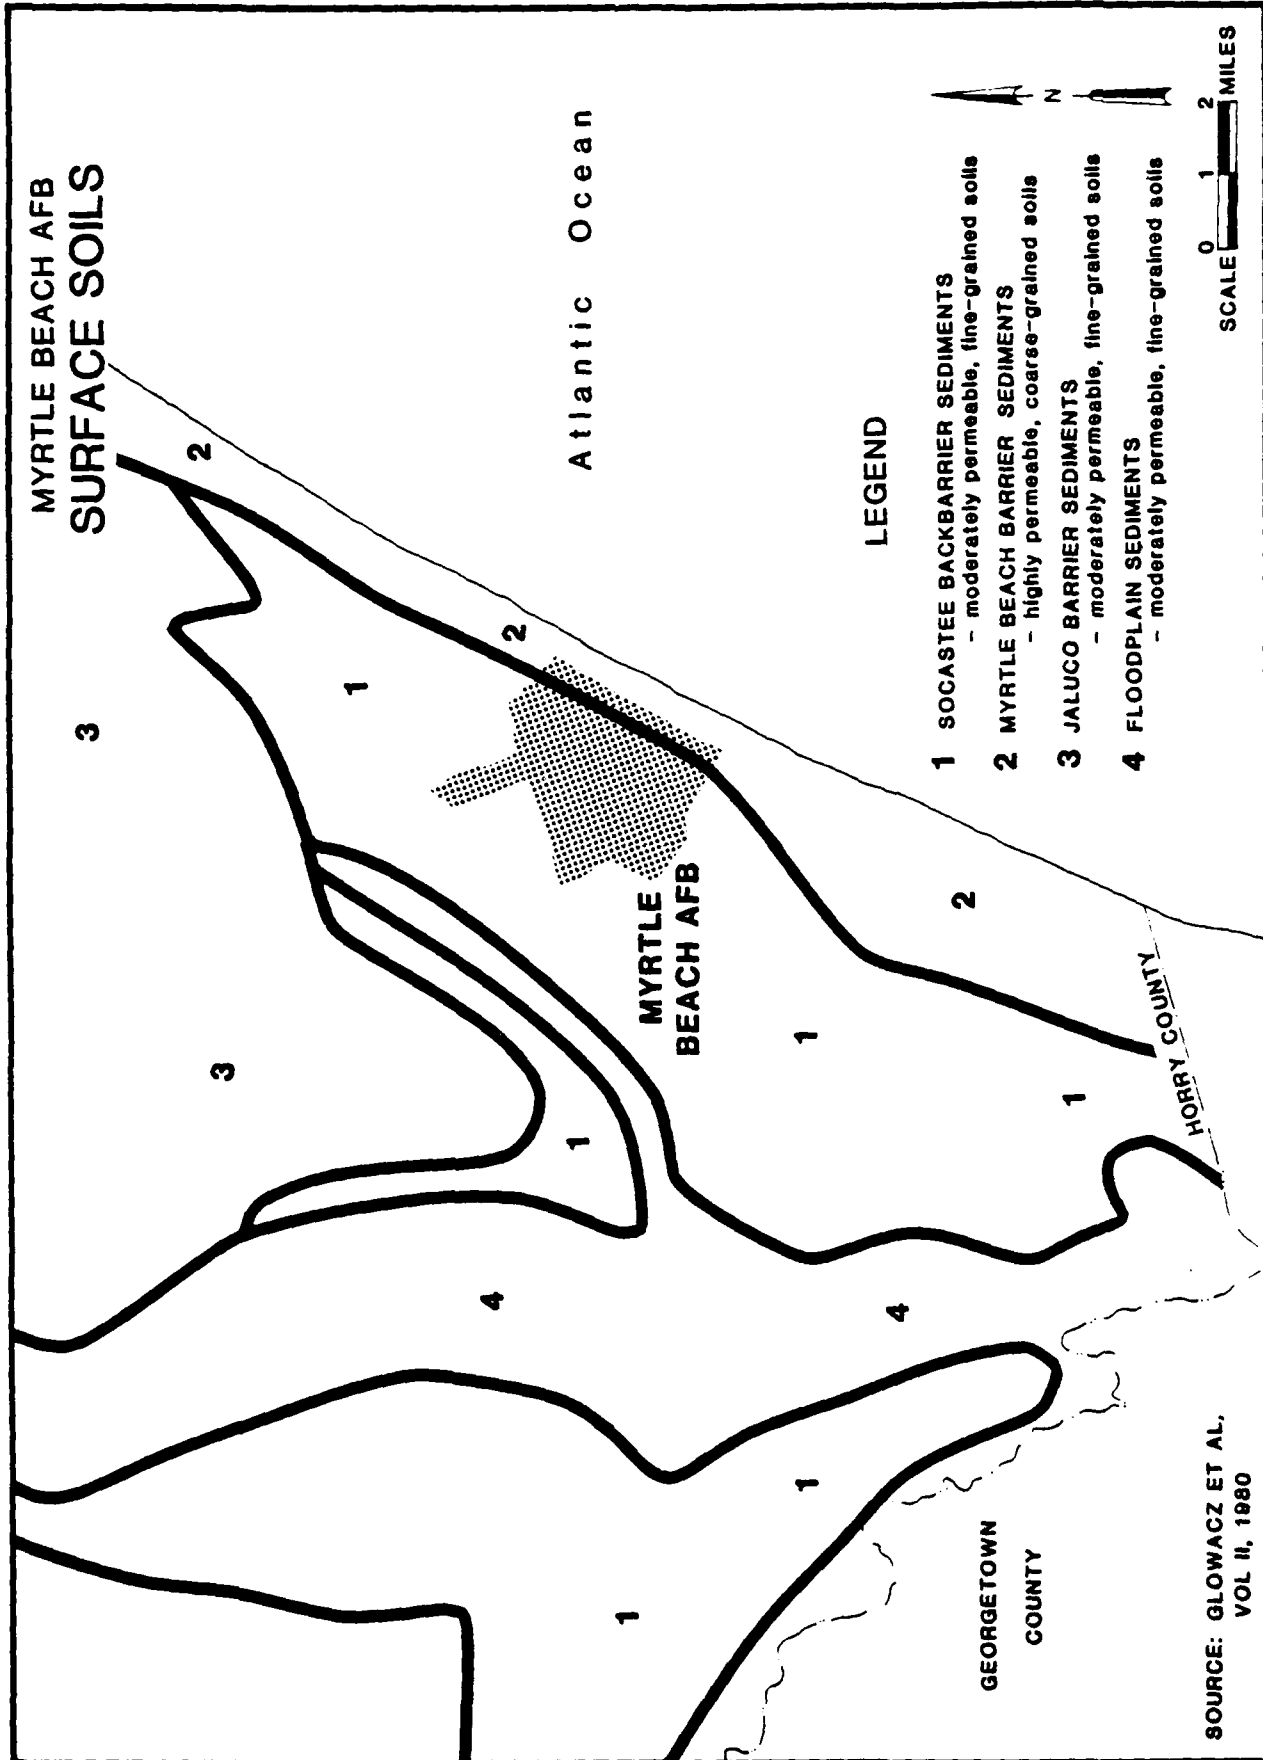 MYRTLE BEACH AFB
SURFACE SOILS
2
3
1
2
3
Atlantic Ocean
MYRTLE
BEACH AFB
1
1
2
1
4
4
1
1
HORRY COUNTY
GEORGETOWN
COUNTY
LEGEND
1 SOCASTEE BACKBARRIER SEDIMENTS
- moderately permeable, fine-grained soils
2 MYRTLE BEACH BARRIER SEDIMENTS
- highly permeable, coarse-grained soils
3 JALUCO BARRIER SEDIMENTS
- moderately permeable, fine-grained soils
4 FLOODPLAIN SEDIMENTS
- moderately permeable, fine-grained soils
N
0 1 2
SCALE MILES
SOURCE: GLOWACZ ET AL,
VOL II, 1980